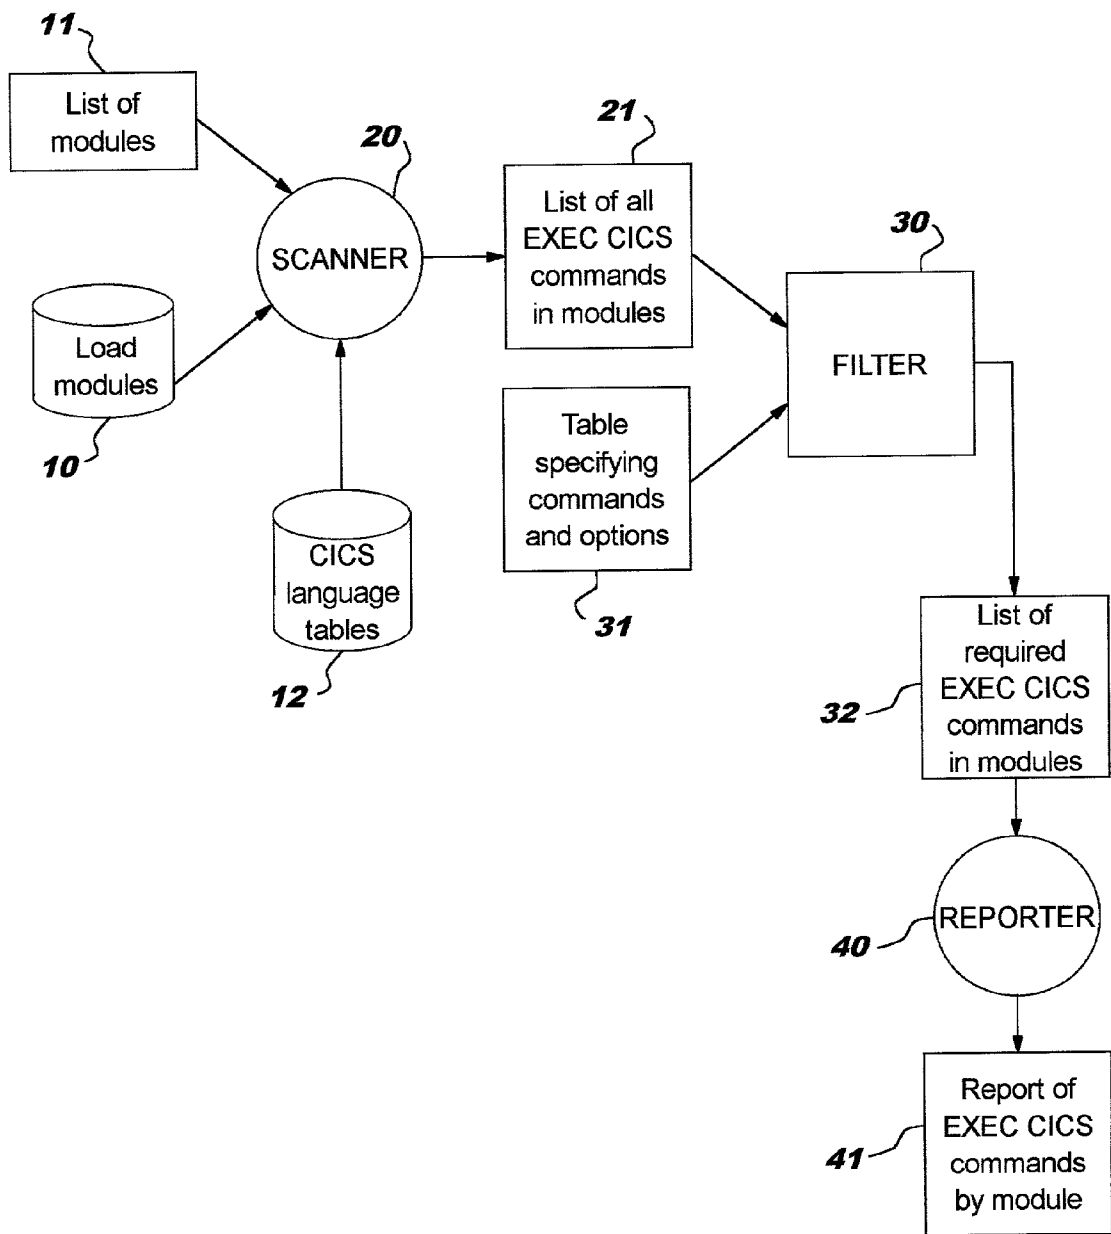 11
List of
modules
20
SCANNER
Load
modules
10
CICS
language
tables
12
21
List of all
EXEC CICS
commands
in modules
Table
specifying
commands
and options
31
30
FILTER
List of
required
EXEC CICS
commands
in modules
32
REPORTER
40
Report of
EXEC CICS
commands
by module
41